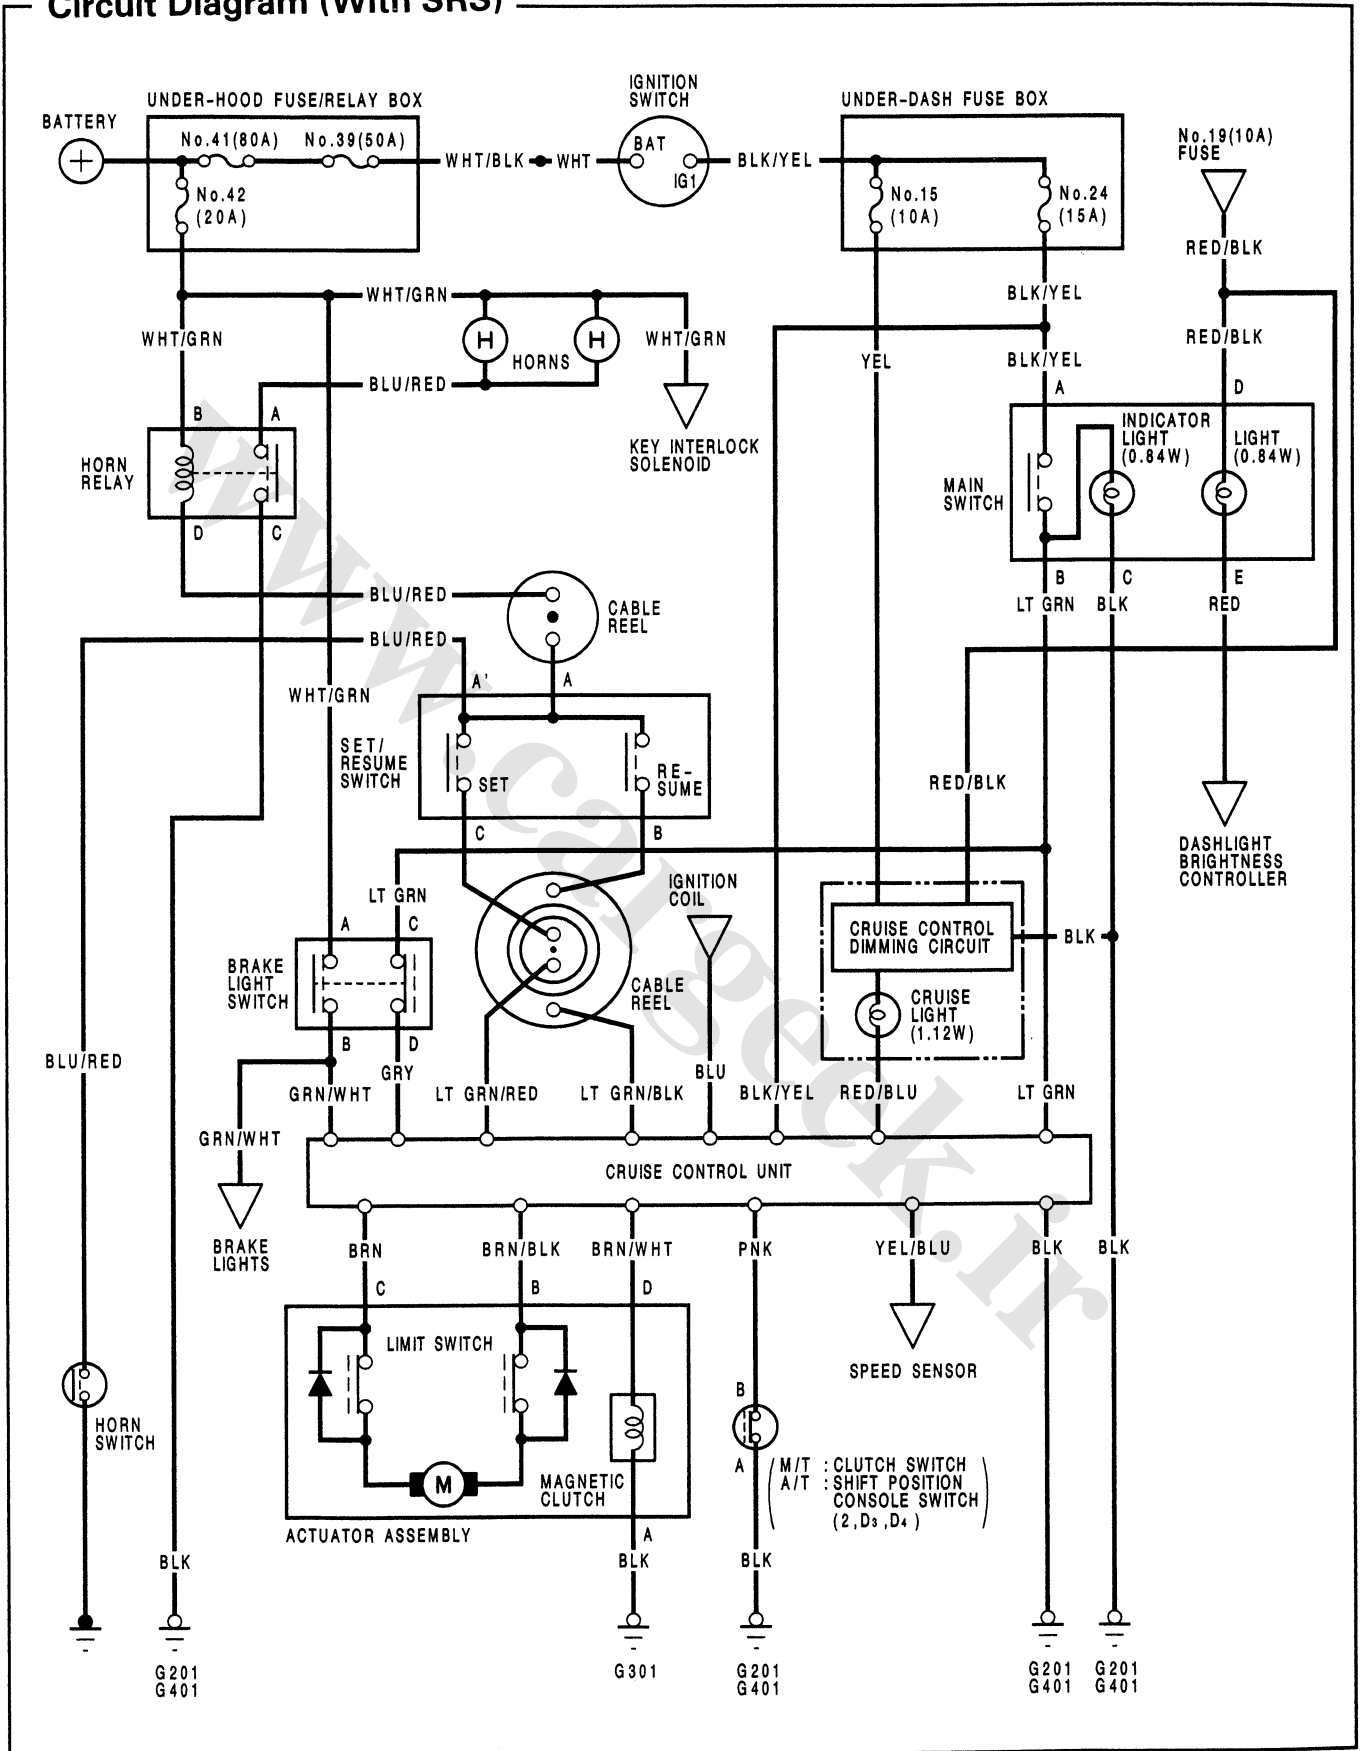 Circuit Diagram (With SRS)
UNDER-HOOD FUSE/RELAY BOX
IGNITION
SWITCH
UNDER-DASH FUSE BOX
BATTERY
No.41(80A)
No.39(50A)
No.19(10A)
FUSE
+
WHT/BLK
WHT
BAT
IG1
BLK/YEL
No.42
(20A)
No.15
(10A)
No.24
(15A)
RED/BLK
WHT/GRN
BLK/YEL
WHT/GRN
H
H
HORNS
WHT/GRN
YEL
BLK/YEL
RED/BLK
BLU/RED
A
D
B
A
KEY INTERLOCK
SOLENOID
INDICATOR
LIGHT
(0.84W)
LIGHT
(0.84W)
HORN
RELAY
MAIN
SWITCH
D
C
B
C
E
BLU/RED
CABLE
REEL
LT GRN
BLK
RED
BLU/RED
A'
A
WHT/GRN
SET/
RESUME
SWITCH
SET
RE-
SUME
RED/BLK
C
B
DASHLIGHT
BRIGHTNESS
CONTROLLER
LT GRN
IGNITION
COIL
A
C
CRUISE CONTROL
DIMMING CIRCUIT
BLK
BRAKE
LIGHT
SWITCH
CABLE
REEL
CRUISE
LIGHT
(1.12W)
B
D
BLU/RED
GRY
BLU
GRN/WHT
LT GRN/RED
LT GRN/BLK
BLK/YEL
RED/BLU
LT GRN
GRN/WHT
CRUISE CONTROL UNIT
BRAKE
LIGHTS
BRN
BRN/BLK
BRN/WHT
PNK
YEL/BLU
BLK
BLK
C
B
D
LIMIT SWITCH
SPEED SENSOR
B
HORN
SWITCH
M
MAGNETIC
CLUTCH
A
M/T : CLUTCH SWITCH
A/T : SHIFT POSITION
CONSOLE SWITCH
(2,D3,D4)
ACTUATOR ASSEMBLY
A
BLK
BLK
BLK
G201
G401
G301
G201
G401
G201
G401
G201
G401
www.cargeek.ir